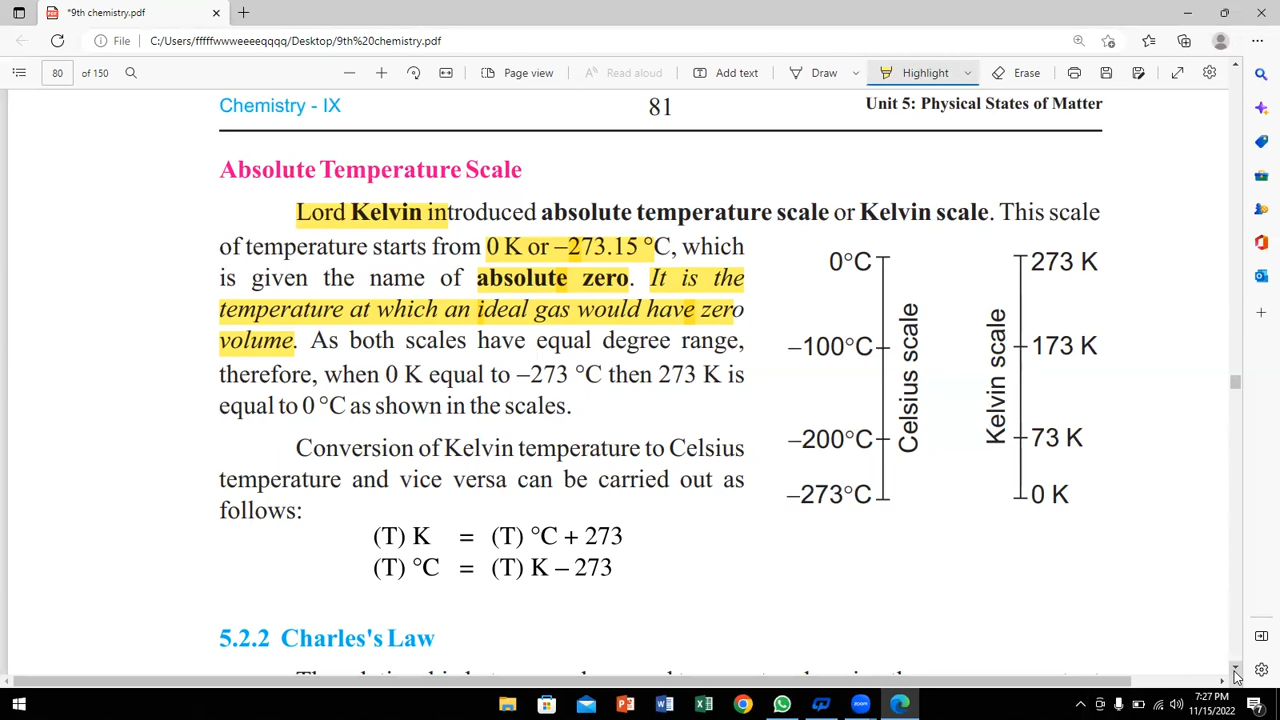 *9th chemistry.pdf
File C:/Users/fffffwwweeeeqqqq/Desktop/9th%20chemistry.pdf
80 of 150 Page view Read aloud Add text Draw Highlight Erase
Chemistry - IX 81 Unit 5: Physical States of Matter
Absolute Temperature Scale
Lord Kelvin introduced absolute temperature scale or Kelvin scale. This scale
of temperature starts from 0 K or –273.15 °C, which
is given the name of absolute zero. It is the
temperature at which an ideal gas would have zero
volume. As both scales have equal degree range,
therefore, when 0 K equal to –273 °C then 273 K is
equal to 0 °C as shown in the scales.
Conversion of Kelvin temperature to Celsius
temperature and vice versa can be carried out as
follows:
(T) K = (T) °C + 273
(T) °C = (T) K – 273
0°C
–100°C
–200°C
–273°C
Celsius scale
Kelvin scale
273 K
173 K
73 K
0 K
5.2.2 Charles's Law
7:27 PM
11/15/2022